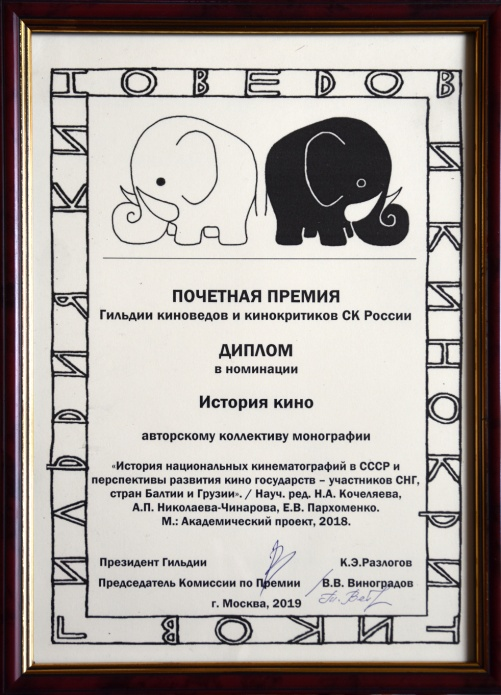 ГИЛЬДИЯ КИНОВЕДОВ И КИНОКРИТИКОВ
ПОЧЕТНАЯ ПРЕМИЯ
Гильдии киноведов и кинокритиков СК России
ДИПЛОМ
в номинации
История кино
авторскому коллективу монографии
«История национальных кинематографий в СССР и
перспективы развития кино государств – участников СНГ,
стран Балтии и Грузии». / Науч. ред. Н.А. Кочеляева,
А.П. Николаева-Чинарова, Е.В. Пархоменко.
М.: Академический проект, 2018.
Президент Гильдии К.Э.Разлогов
Председатель Комиссии по Премии В.В. Виноградов
г. Москва, 2019